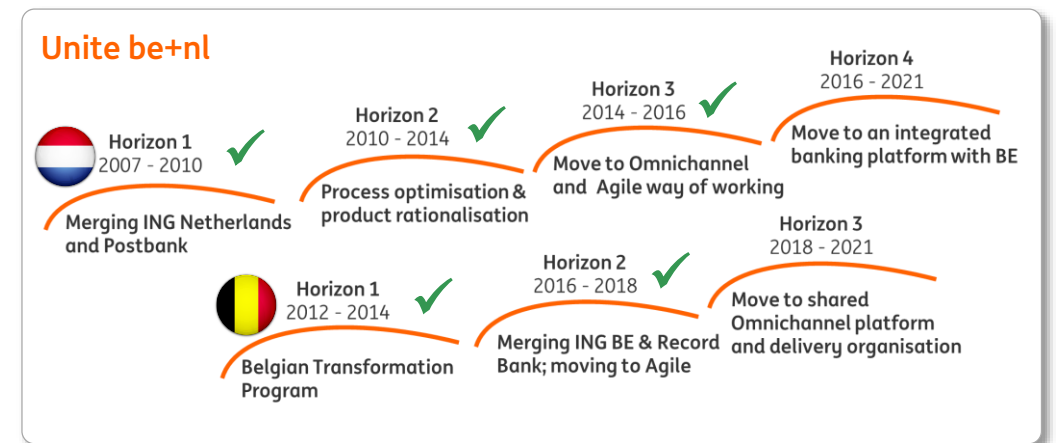 Unite be+nl
Horizon 1
2007 - 2010
Merging ING Netherlands
and Postbank
Horizon 2
2010 - 2014
Process optimisation &
product rationalisation
Horizon 3
2014 - 2016
Move to Omnichannel
and Agile way of working
Horizon 4
2016 - 2021
Move to an integrated
banking platform with BE
Horizon 1
2012 - 2014
Belgian Transformation
Program
Horizon 2
2016 - 2018
Merging ING BE & Record
Bank; moving to Agile
Horizon 3
2018 - 2021
Move to shared
Omnichannel platform
and delivery organisation